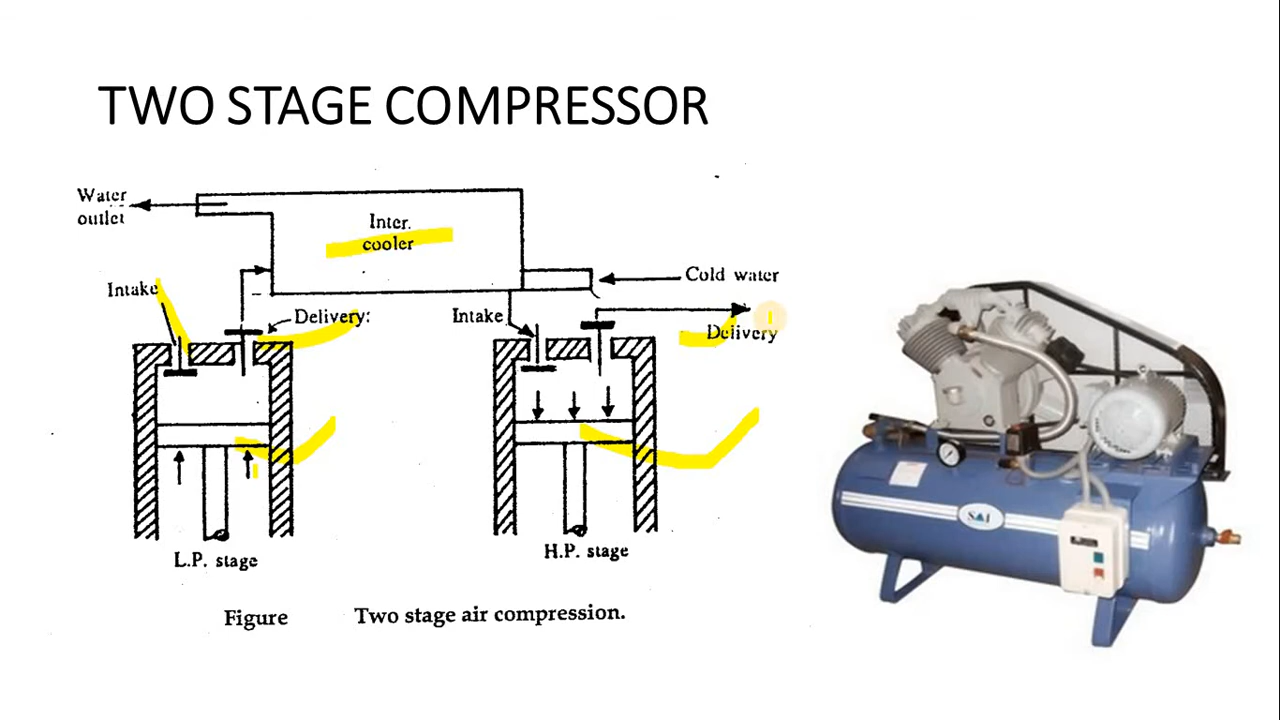 TWO STAGE COMPRESSOR
Water
outlet
Inter.
cooler
Cold water
Intake
Delivery:
Intake
Delivery
L.P. stage
H.P. stage
Figure Two stage air compression.
SAI